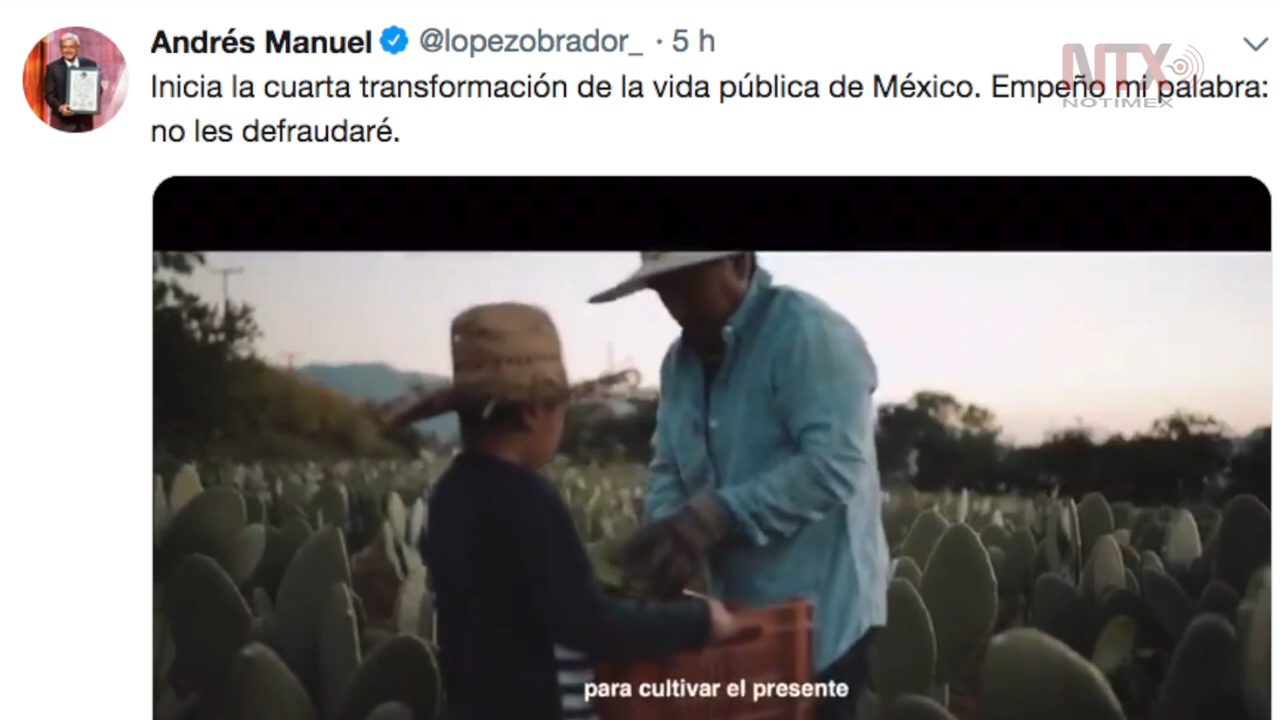 Andrés Manuel @lopezobrador_ · 5 h
NTX
Inicia la cuarta transformación de la vida pública de México. Empeño mi palabra:
NOTIMEX
no les defraudaré.
para cultivar el presente